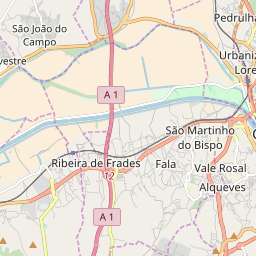 São João do
Campo
Pedrulha
vestre
Urbaniz
Lore
A 1
São Martinho
do Bispo
Ribeira de Frades
Fala
Vale Rosal
12
Alqueves
A 1